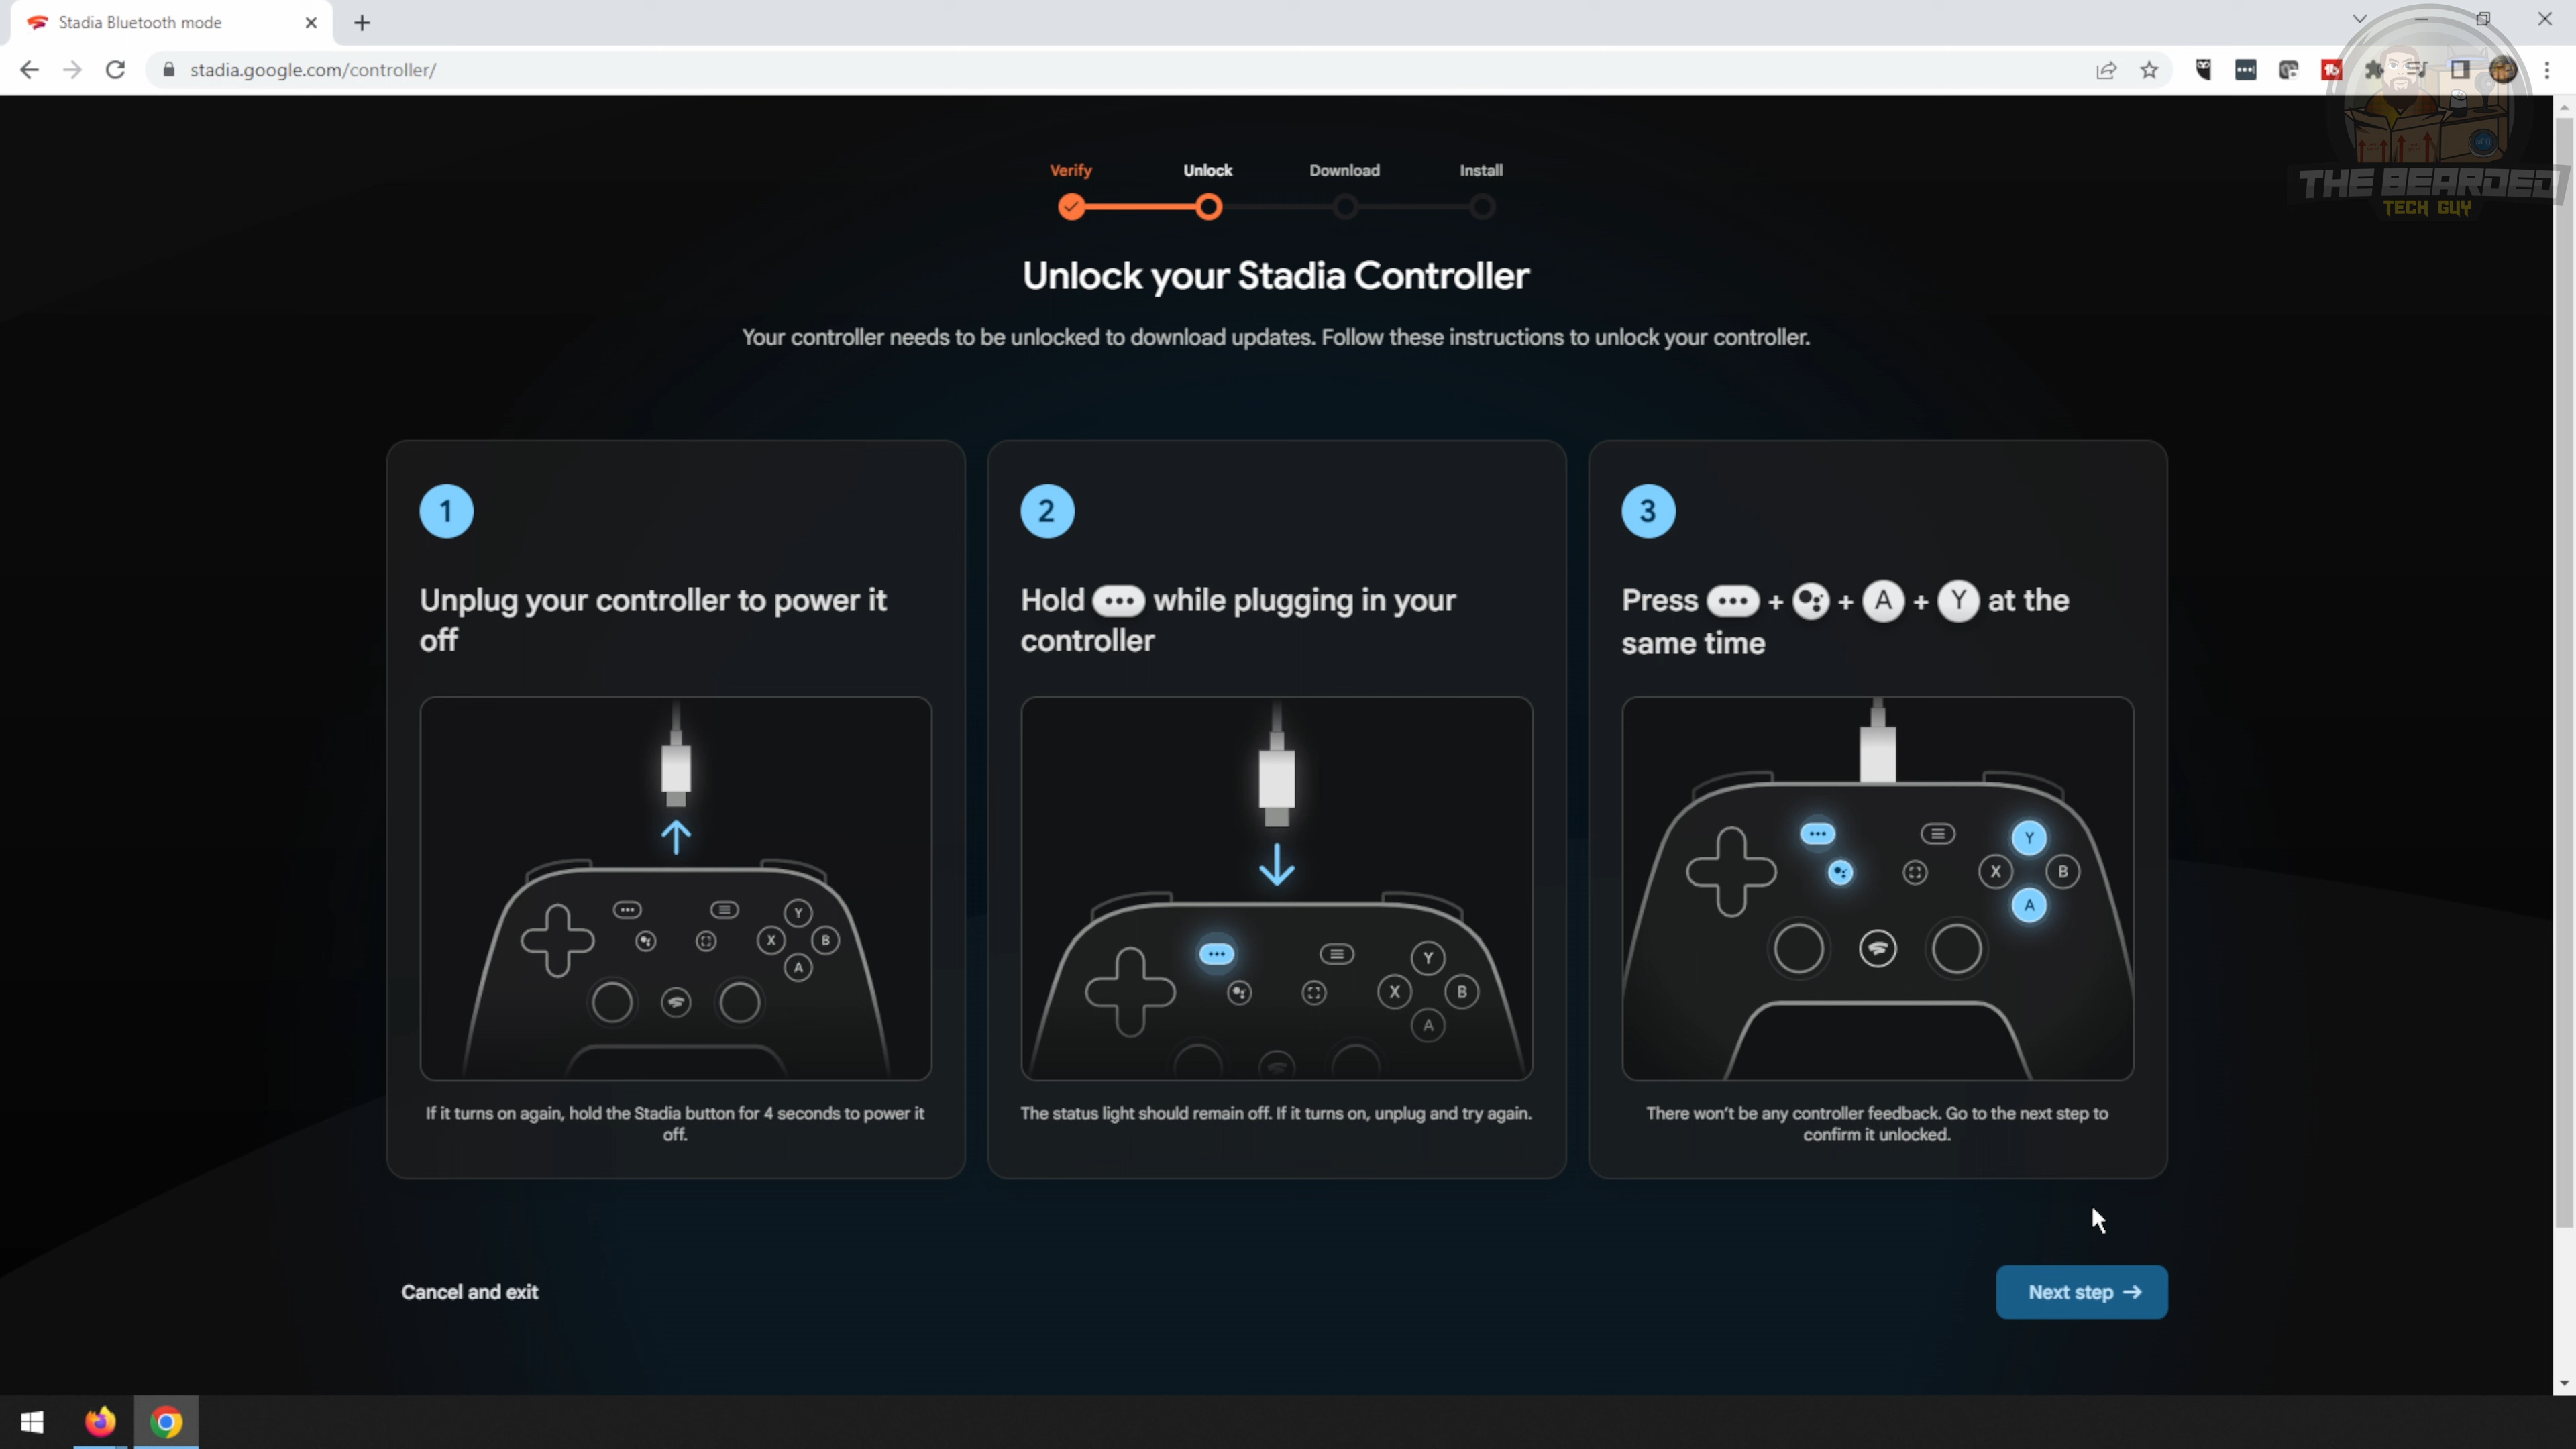 Stadia Bluetooth mode
stadia.google.com/controller/
THE BEARDED
TECH GUY
Verify
Unlock
Download
Install
Unlock your Stadia Controller
Your controller needs to be unlocked to download updates. Follow these instructions to unlock your controller.
1
Unplug your controller to power it
off
Y
X
B
A
If it turns on again, hold the Stadia button for 4 seconds to power it
off.
2
Hold ••• while plugging in your
controller
Y
X
B
A
The status light should remain off. If it turns on, unplug and try again.
3
Press ••• + + A + Y at the
same time
Y
X
B
A
There won't be any controller feedback. Go to the next step to
confirm it unlocked.
Cancel and exit
Next step →